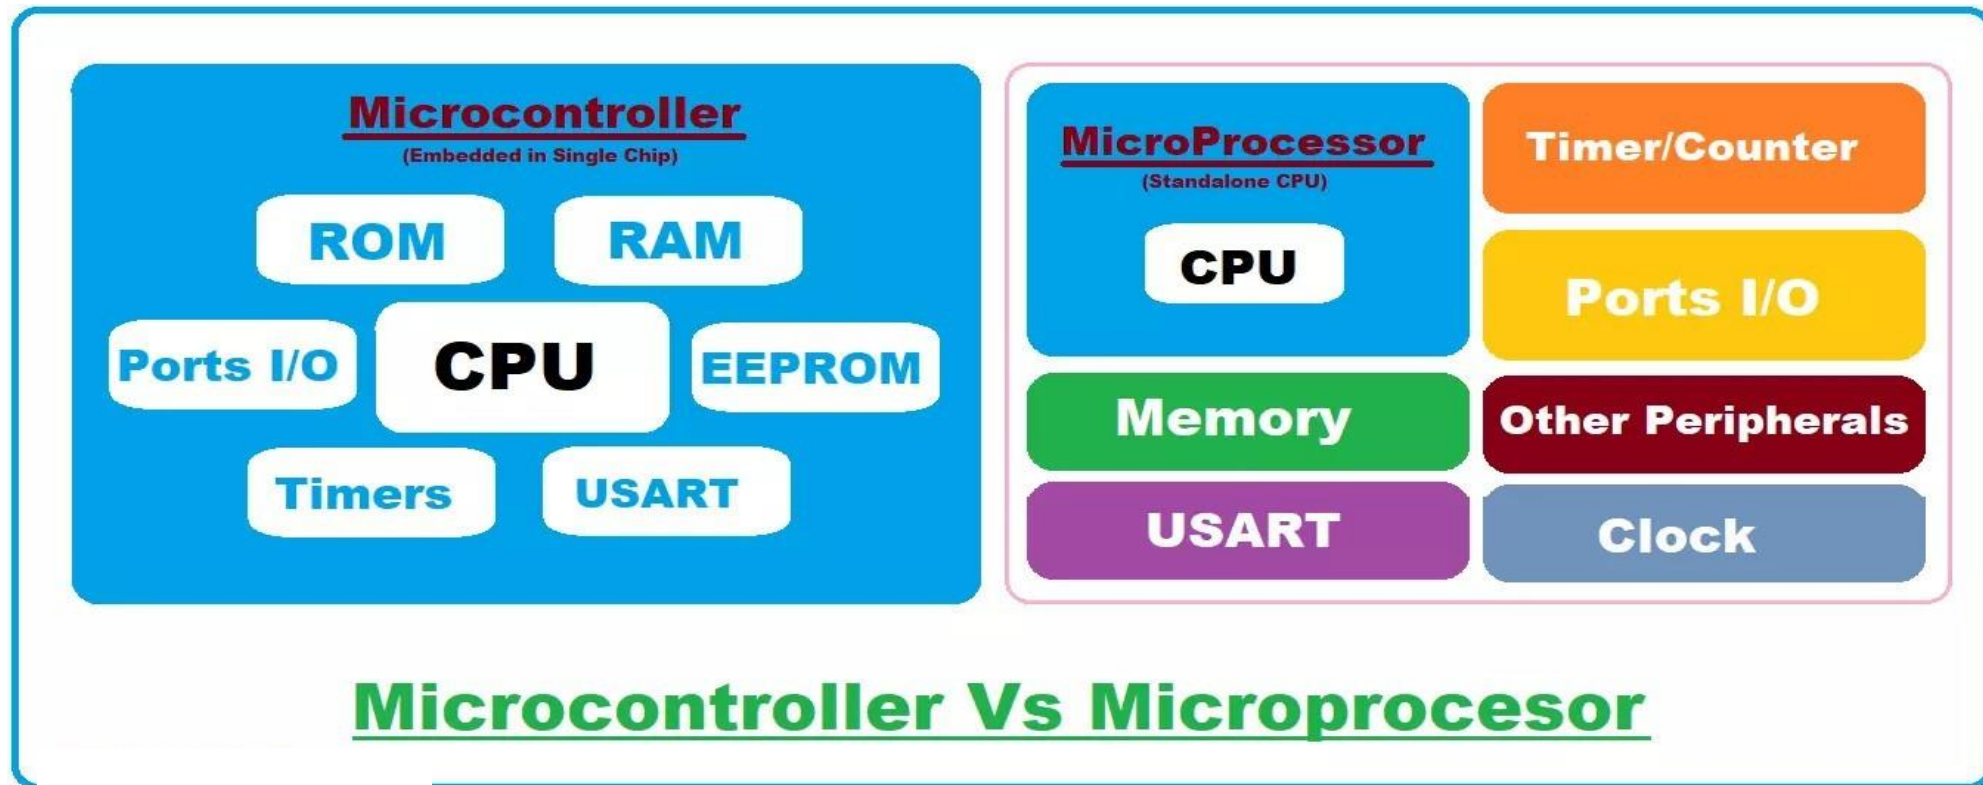 Microcontroller
(Embedded in Single Chip)
ROM RAM
Ports I/O CPU EEPROM
Timers USART
MicroProcessor
(Standalone CPU)
CPU
Memory
USART
Timer/Counter
Ports I/O
Other Peripherals
Clock
Microcontroller Vs Microprocesor